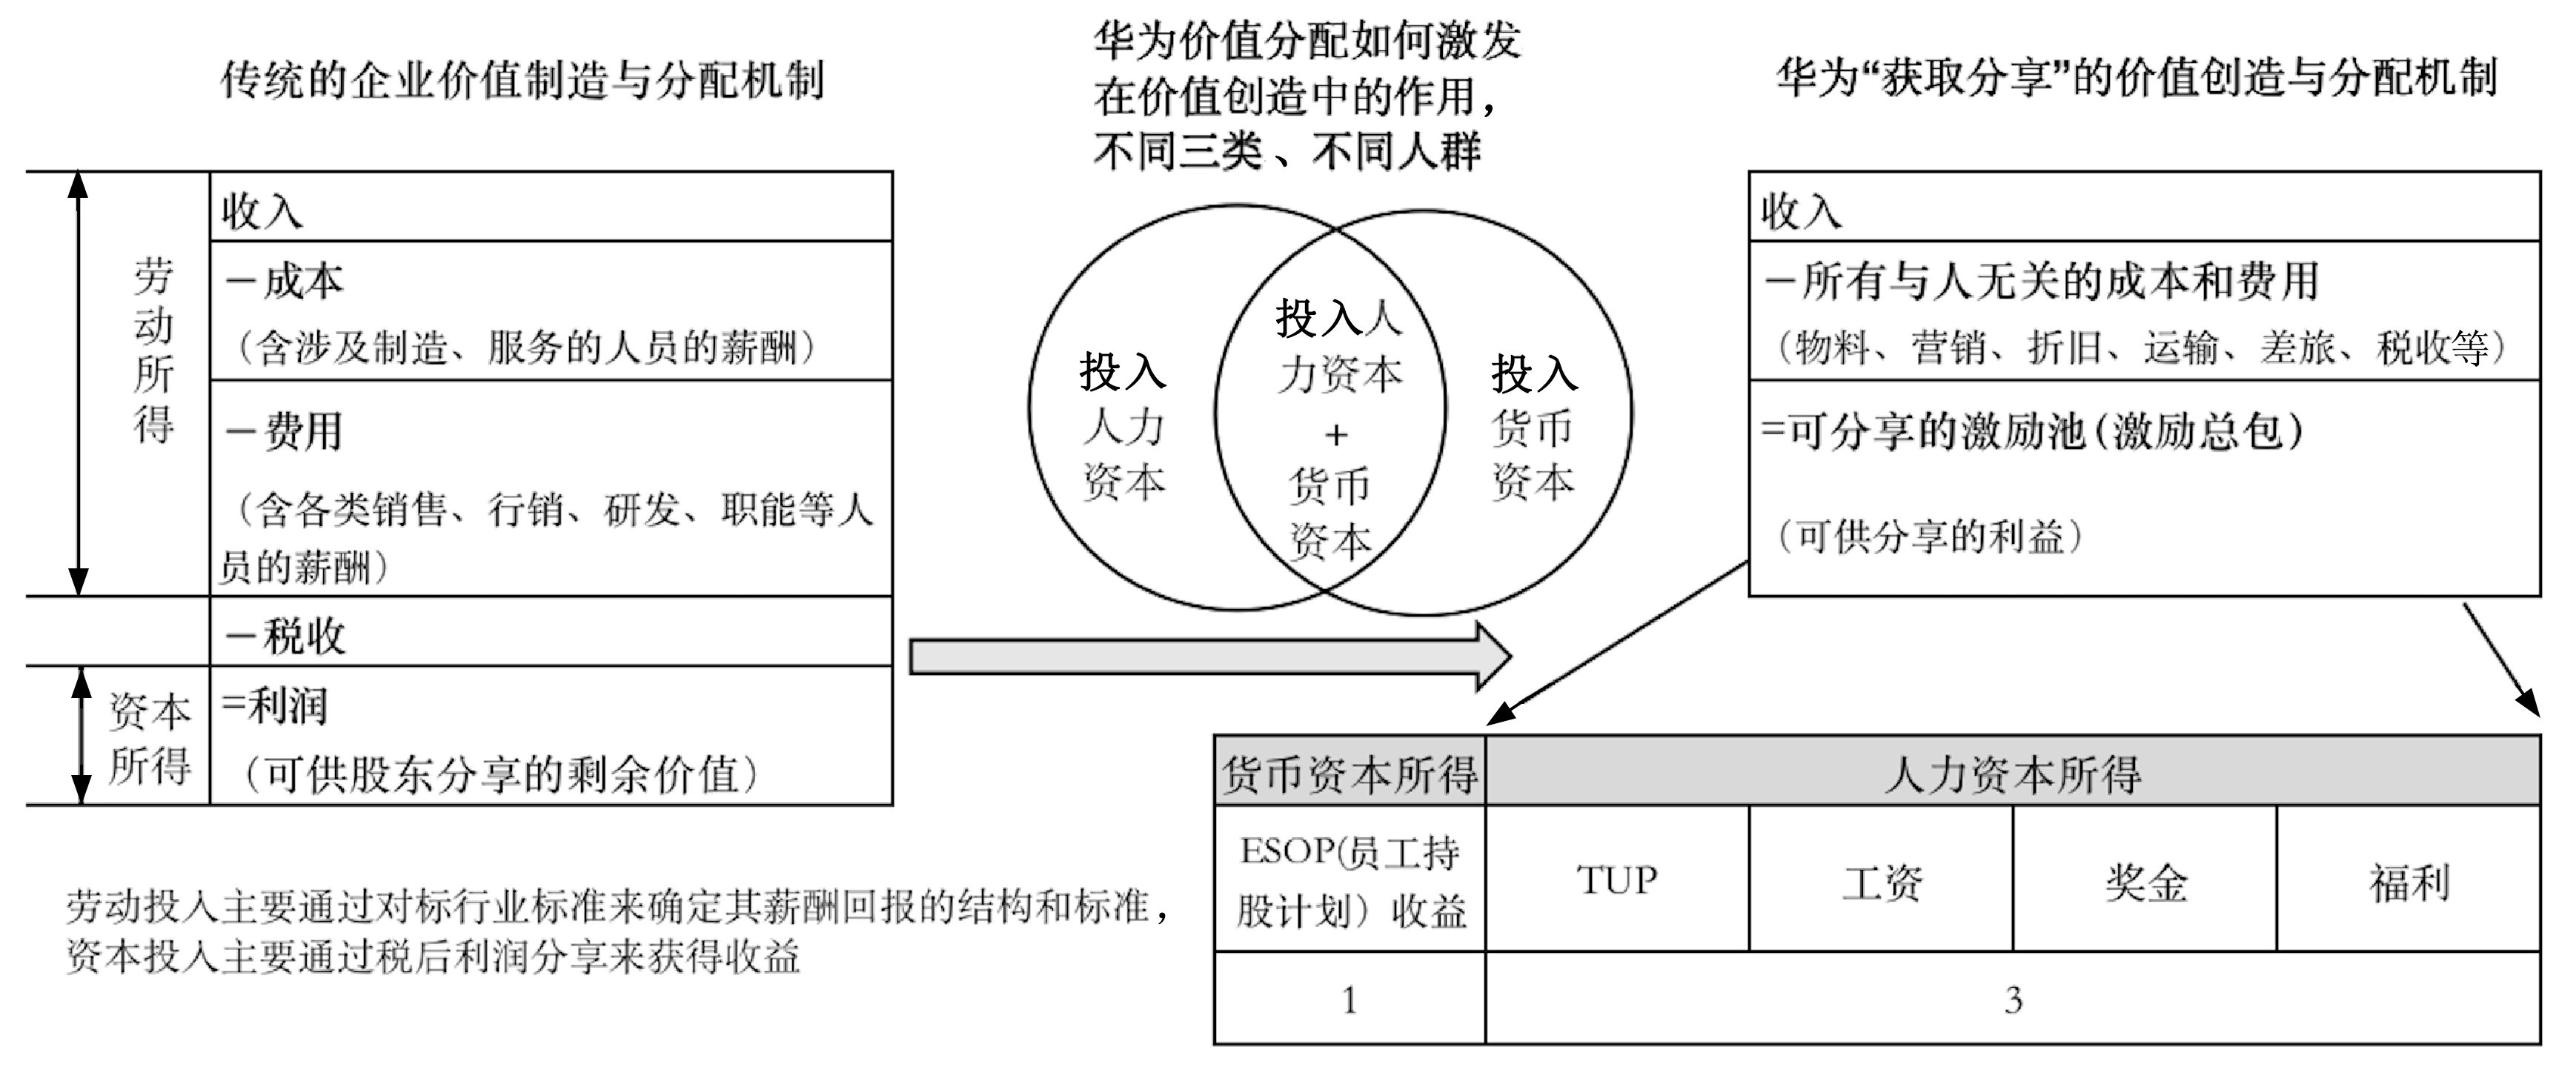 传统的企业价值制造与分配机制
劳
动
所
得
收入
－成本
（含涉及制造、服务的人员的薪酬）
－费用
（含各类销售、行销、研发、职能等人
员的薪酬）
－税收
资本
所得
=利润
（可供股东分享的剩余价值）
劳动投入主要通过对标行业标准来确定其薪酬回报的结构和标准，
资本投入主要通过税后利润分享来获得收益
华为价值分配如何激发
在价值创造中的作用，
不同三类、不同人群
投入
人力
资本
投入人
力资本
+
货币
资本
投入
货币
资本
华为“获取分享”的价值创造与分配机制
收入
－所有与人无关的成本和费用
（物料、营销、折旧、运输、差旅、税收等）
=可分享的激励池(激励总包)
（可供分享的利益）
货币资本所得
人力资本所得
ESOP(员工持
股计划）收益
TUP
工资
奖金
福利
1
3